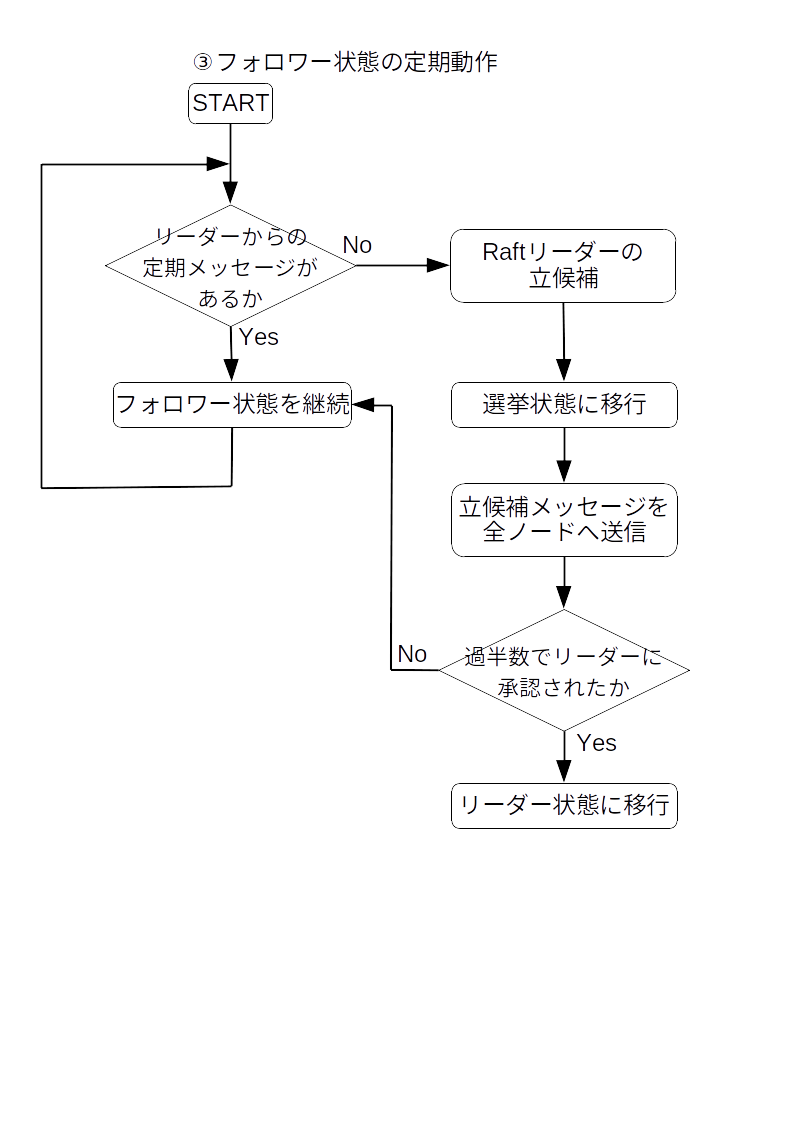 ③フォロワー状態の定期動作
START
リーダーからの
定期メッセージが
あるか
No
Yes
フォロワー状態を継続
Raftリーダーの
立候補
選挙状態に移行
立候補メッセージを
全ノードへ送信
過半数でリーダーに
承認されたか
No
Yes
リーダー状態に移行